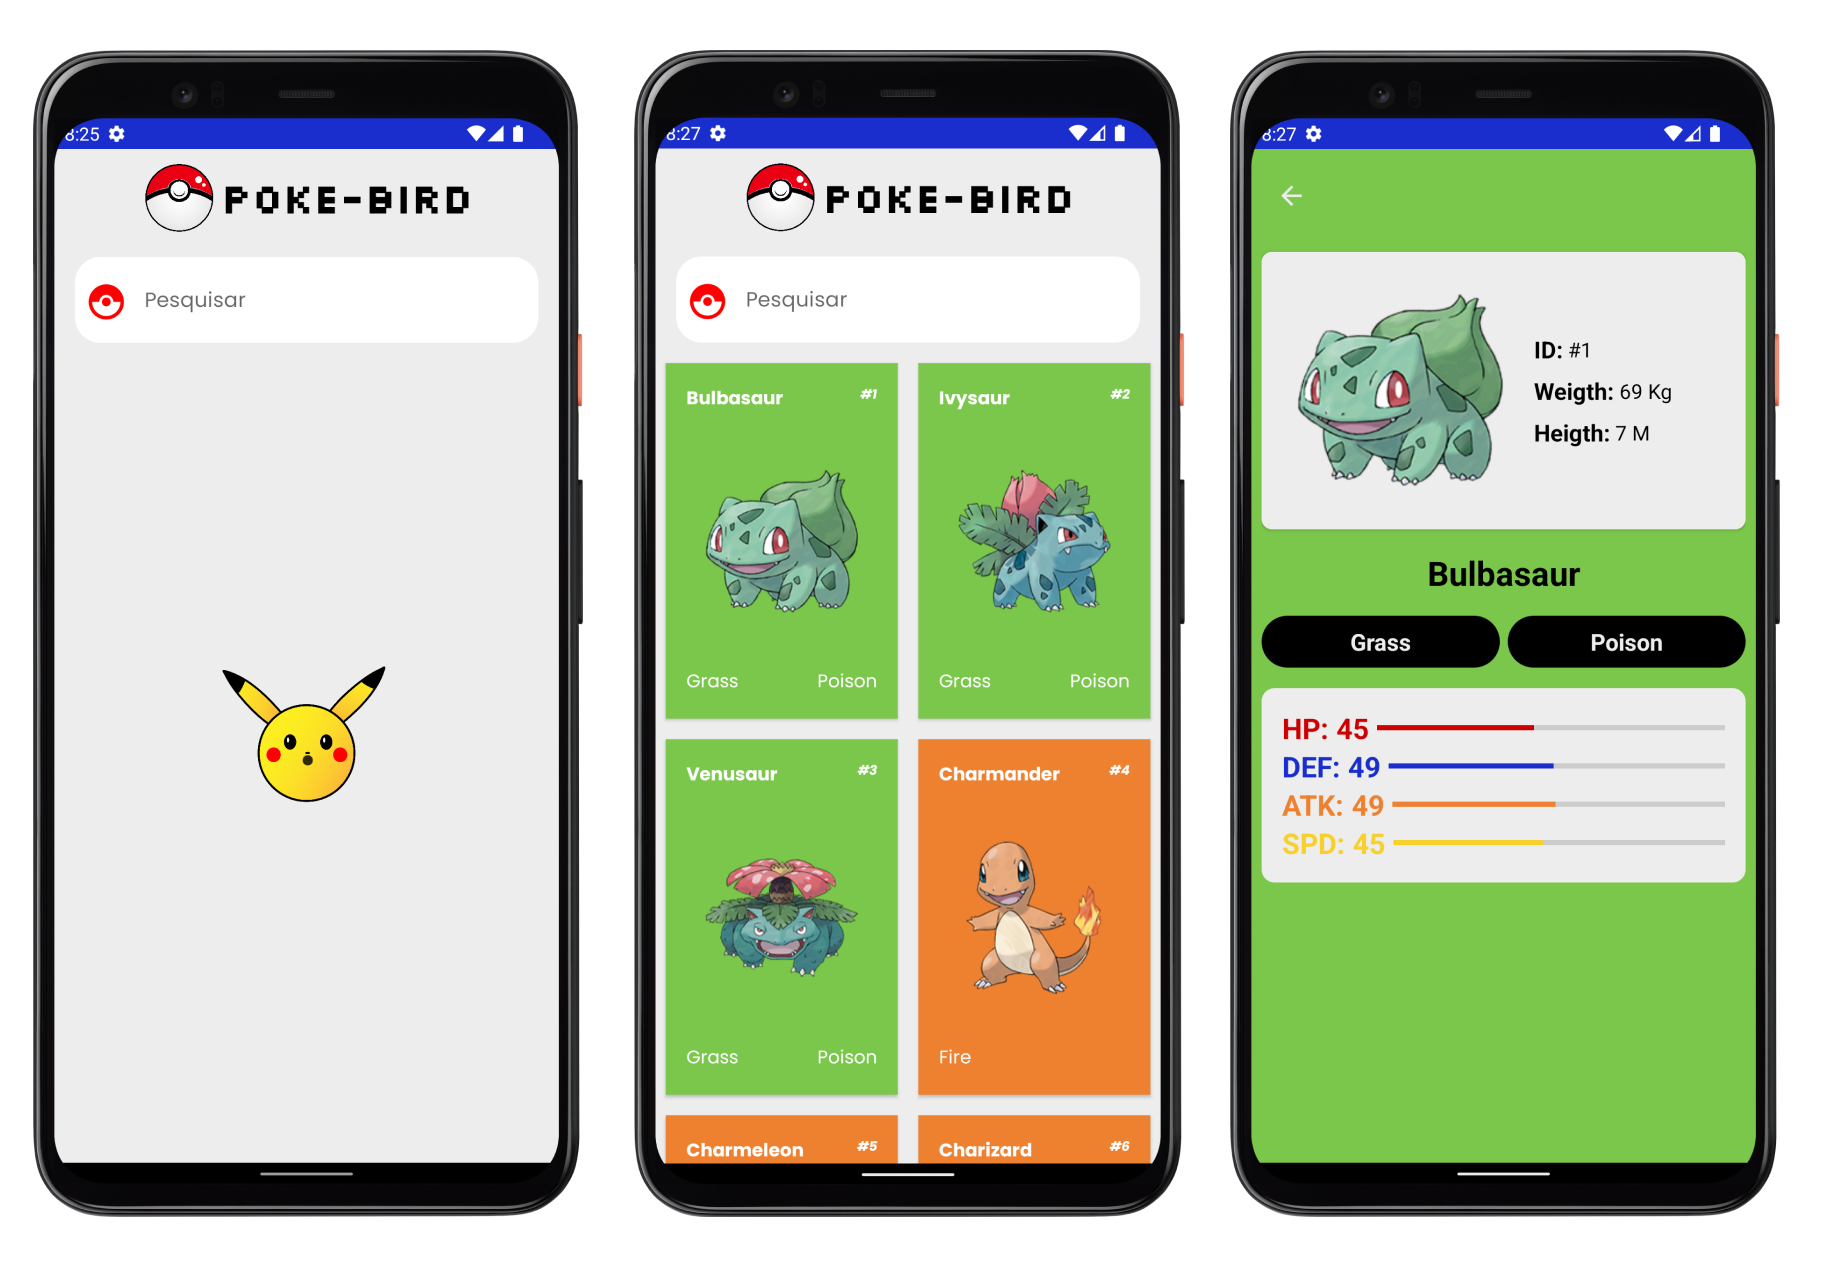 8:25
POKE-BIRD
Pesquisar
8:27
POKE-BIRD
Pesquisar
Bulbasaur #1
Grass Poison
Ivysaur #2
Grass Poison
Venusaur #3
Grass Poison
Charmander #4
Fire
Charmeleon #5
Charizard #6
8:27
ID: #1
Weigth: 69 Kg
Heigth: 7 M
Bulbasaur
Grass
Poison
HP: 45
DEF: 49
ATK: 49
SPD: 45